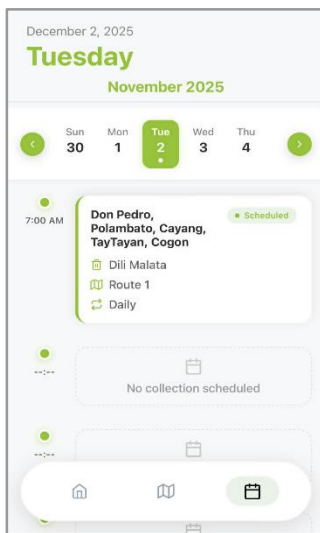 December 2, 2025
Tuesday
November 2025
Sun Mon Tue Wed Thu
30 1 2 3 4
7:00 AM
Don Pedro,
Polambato, Cayang,
TayTayan, Cogon
Scheduled
Dili Malata
Route 1
Daily
--:--
No collection scheduled
--:--